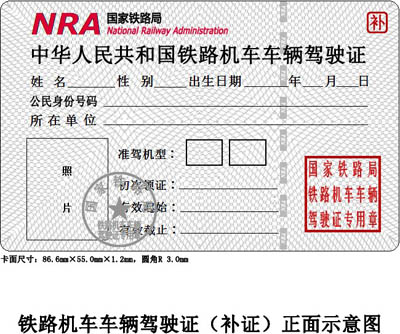 NRA 国家铁路局
National Railway Administration
补
中华人民共和国铁路机车车辆驾驶证
姓 名 性 别 出生日期 年 月 日
公民身份号码
所 在 单 位
照
片
准驾机型：
初次领证：
有效起始：
有效截止：
国家铁
国家铁路局
铁路机车车辆
驾驶证专用章
卡面尺寸：86.6mm×55.0mm×1.2mm，圆角R 3.0mm
铁路机车车辆驾驶证（补证）正面示意图